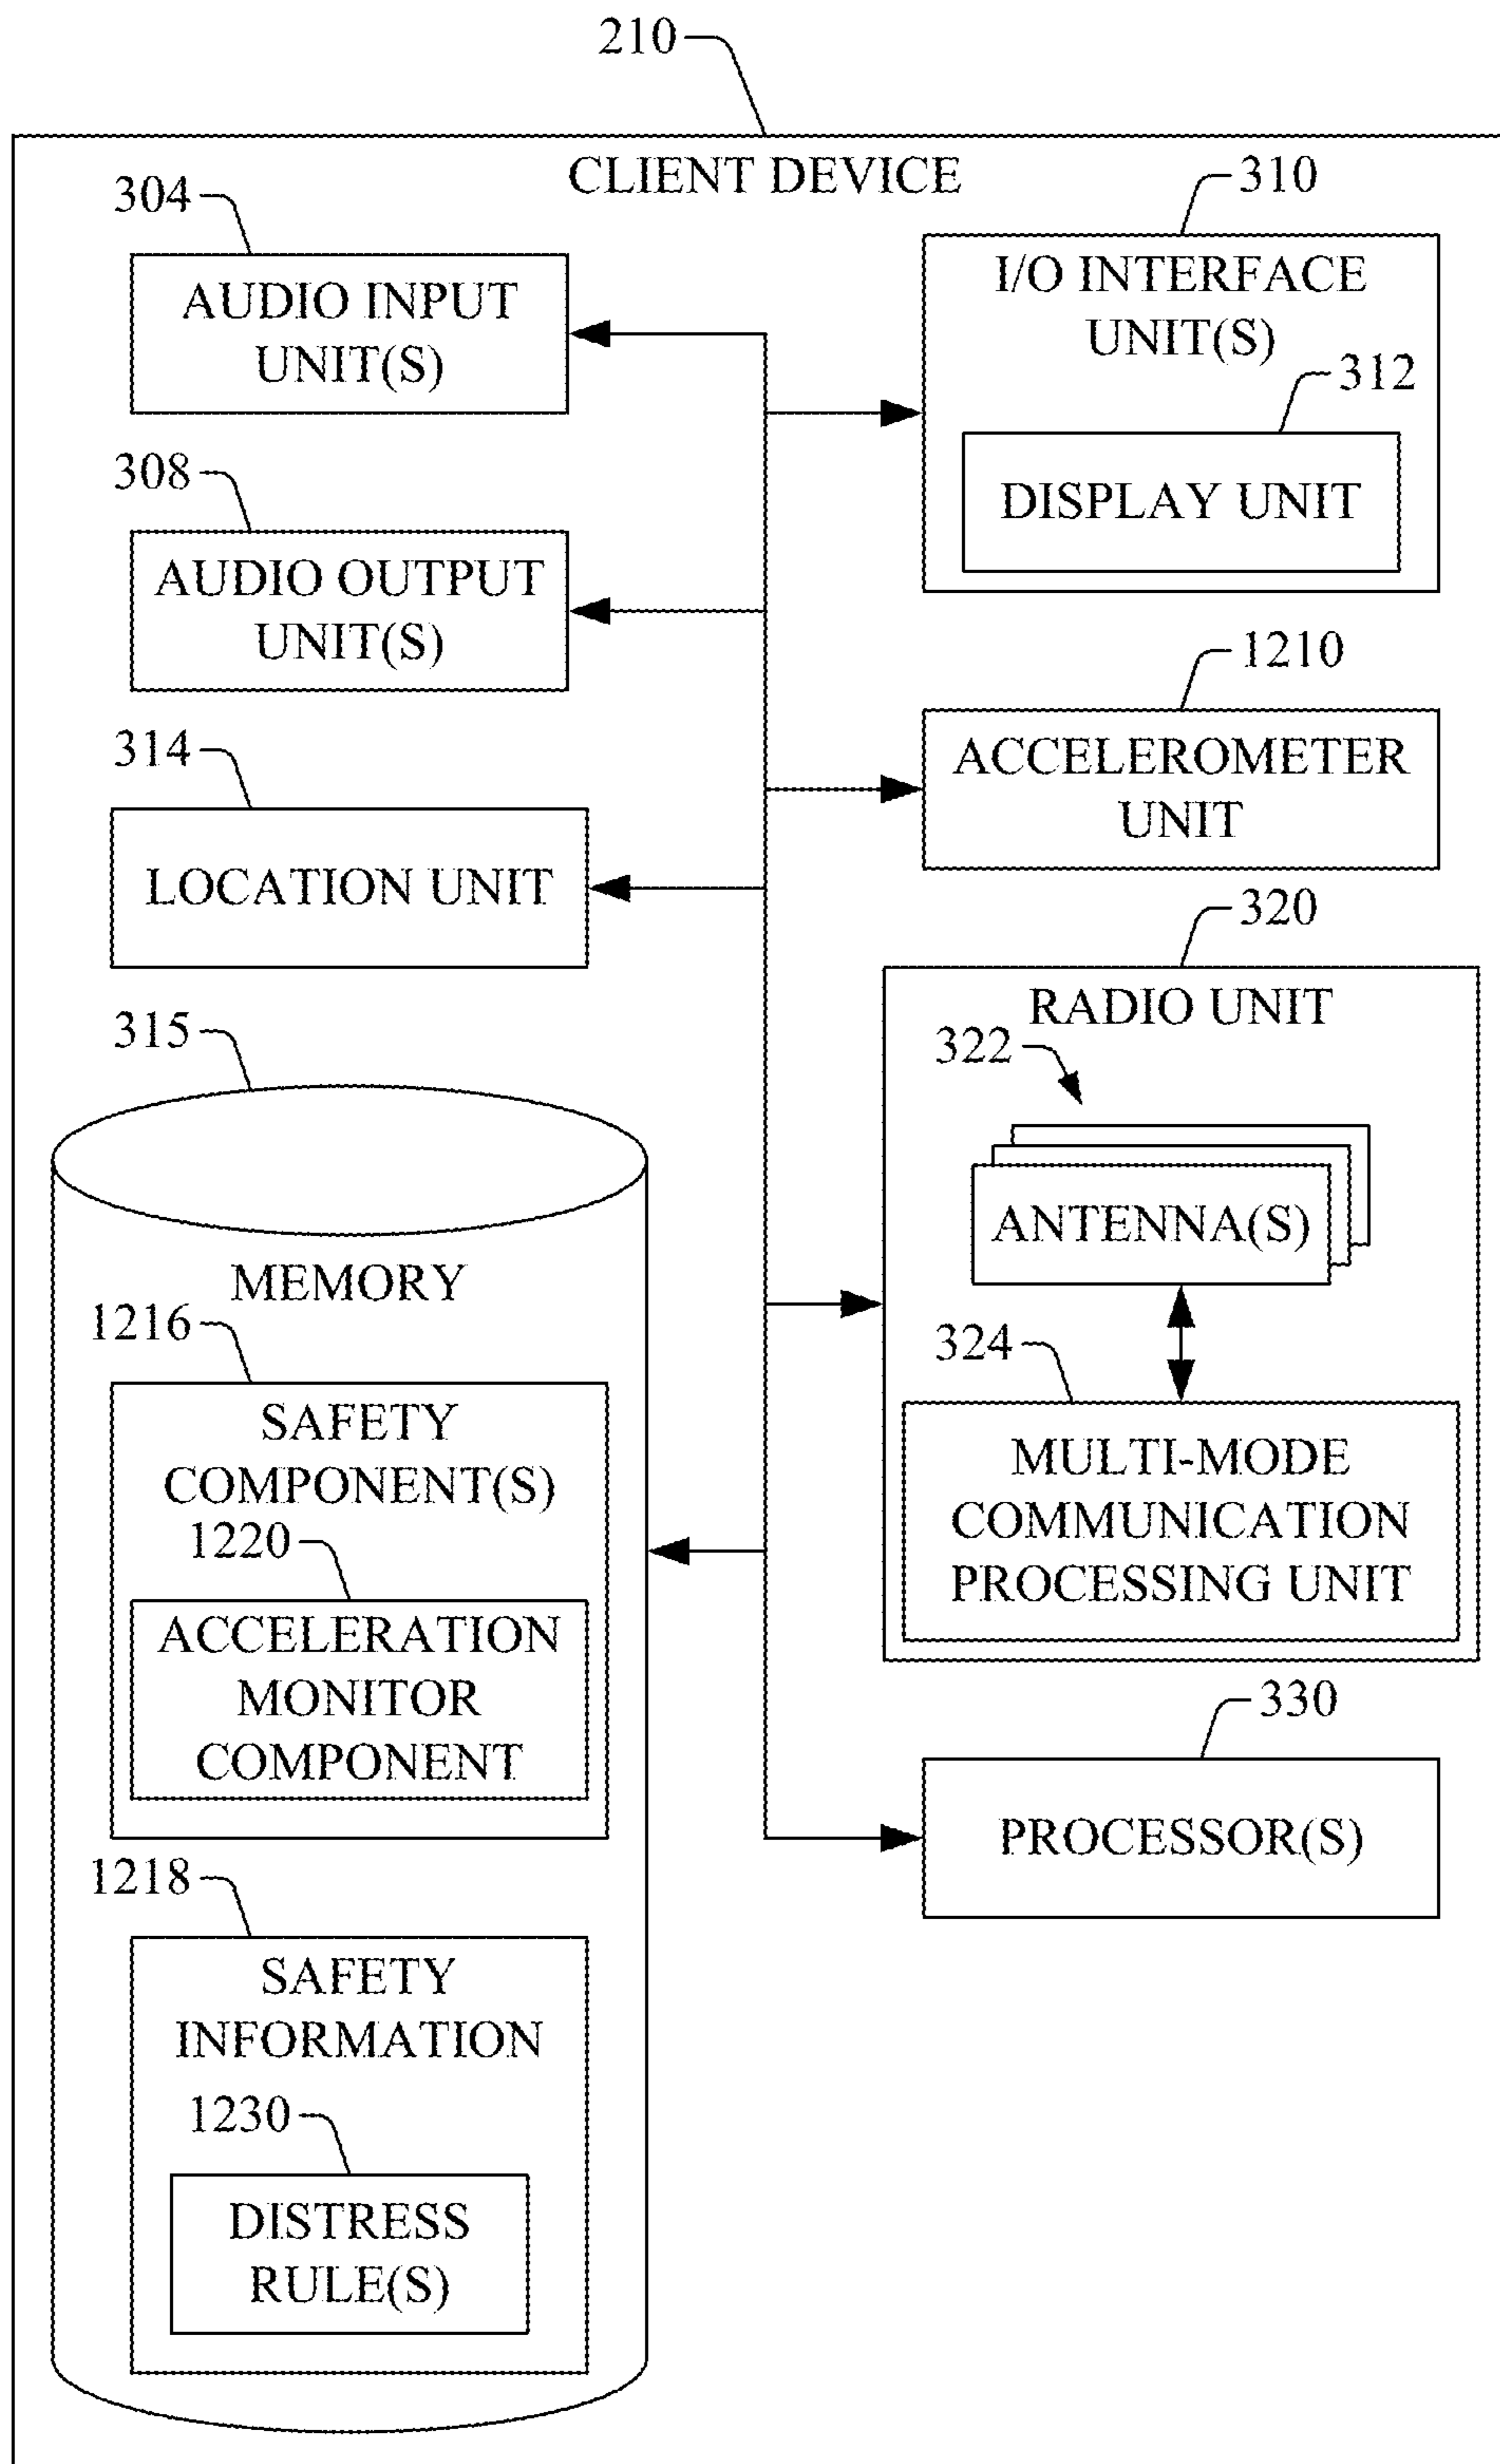 210
CLIENT DEVICE
304
AUDIO INPUT
UNIT(S)
308
AUDIO OUTPUT
UNIT(S)
314
LOCATION UNIT
315
MEMORY
1216
SAFETY
COMPONENT(S)
1220
ACCELERATION
MONITOR
COMPONENT
1218
SAFETY
INFORMATION
1230
DISTRESS
RULE(S)
310
I/O INTERFACE
UNIT(S)
312
DISPLAY UNIT
1210
ACCELEROMETER
UNIT
320
RADIO UNIT
322
ANTENNA(S)
324
MULTI-MODE
COMMUNICATION
PROCESSING UNIT
330
PROCESSOR(S)